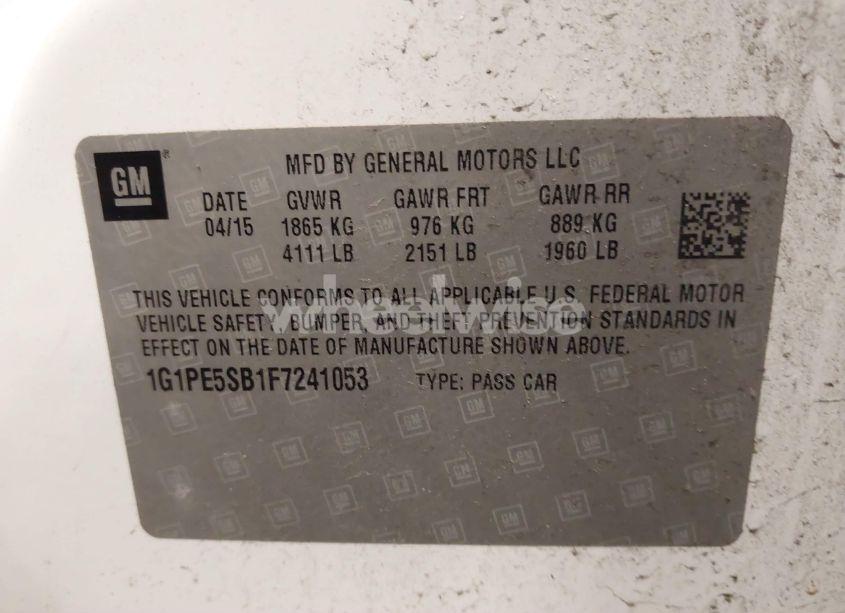 GM
MFD BY GENERAL MOTORS LLC
DATE GVWR GAWR FRT GAWR RR
04/15 1865 KG 976 KG 889 KG
4111 LB 2151 LB 1960 LB
THIS VEHICLE CONFORMS TO ALL APPLICABLE U.S. FEDERAL MOTOR
VEHICLE SAFETY, BUMPER, AND THEFT PREVENTION STANDARDS IN
EFFECT ON THE DATE OF MANUFACTURE SHOWN ABOVE.
1G1PE5SB1F7241053 TYPE: PASS CAR
wheelwise